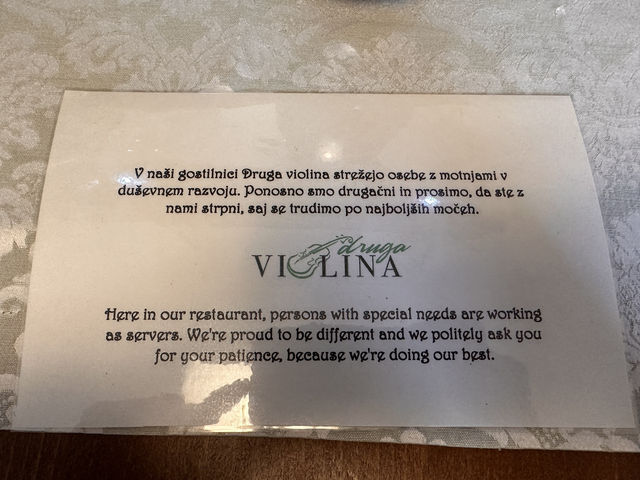 V naši gostilnici Druga violina strežejo osebe z motnjami v
duševnem razvoju. Ponosno smo drugačni in prosimo, da ste z
nami strpni, saj se trudimo po najboljših močeh.
druga
VIOLINA
Here in our restaurant, persons with special needs are working
as servers. We're proud to be different and we politely ask you
for your patience, because we're doing our best.